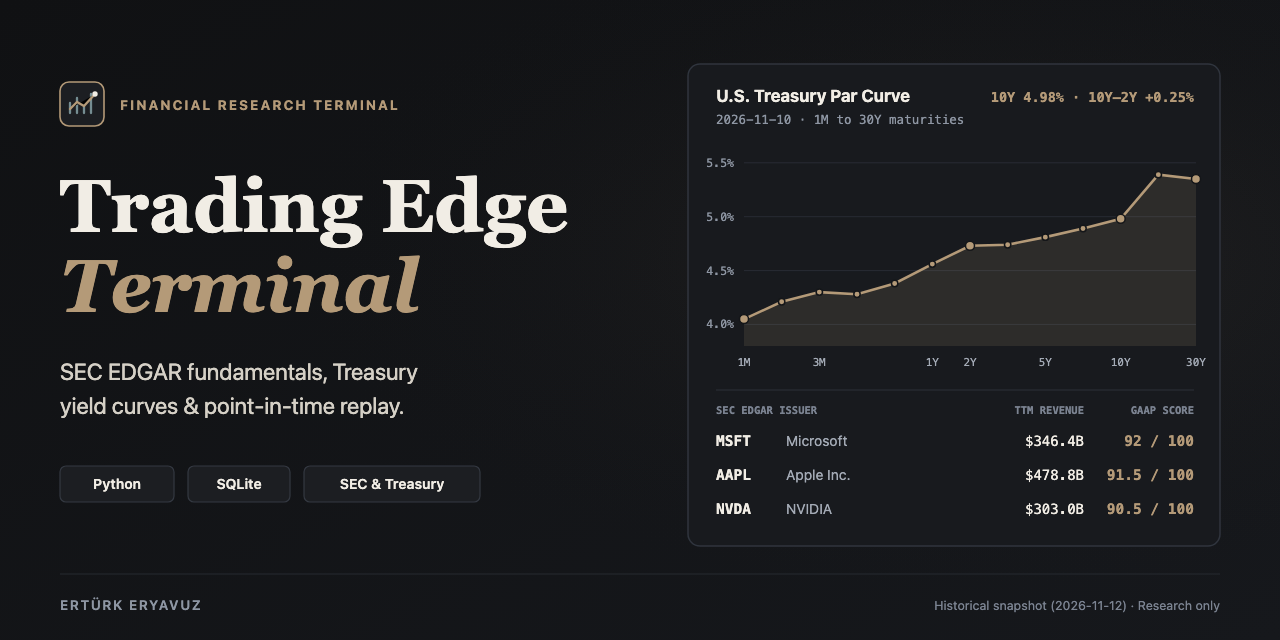 FINANCIAL RESEARCH TERMINAL
Trading Edge
Terminal
SEC EDGAR fundamentals, Treasury
yield curves & point-in-time replay.
Python SQLite SEC & Treasury
U.S. Treasury Par Curve 10Y 4.98% · 10Y–2Y +0.25%
2026-11-10 · 1M to 30Y maturities
5.5%
5.0%
4.5%
4.0%
1M 3M 1Y 2Y 5Y 10Y 30Y
SEC EDGAR ISSUER TTM REVENUE GAAP SCORE
MSFT Microsoft $346.4B 92 / 100
AAPL Apple Inc. $478.8B 91.5 / 100
NVDA NVIDIA $303.0B 90.5 / 100
ERTÜRK ERYAVUZ
Historical snapshot (2026-11-12) · Research only